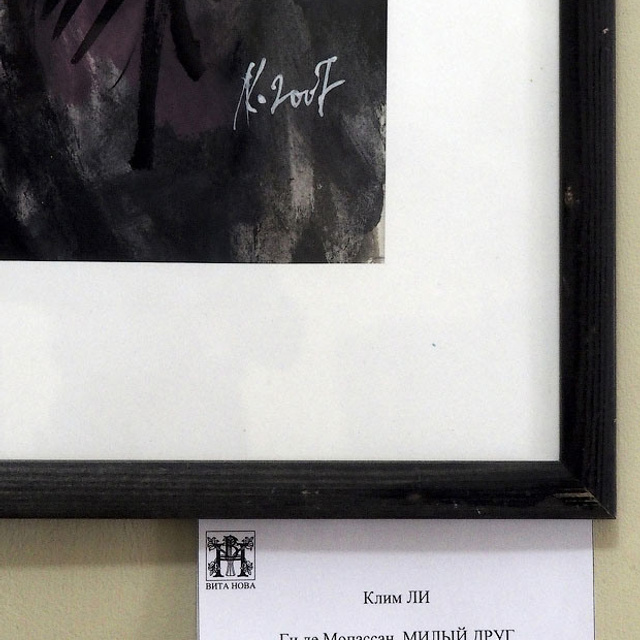 К. 2007
ВИТА НОВА
Клим ЛИ
Ги де Мопассан. МИЛЫЙ ДРУГ